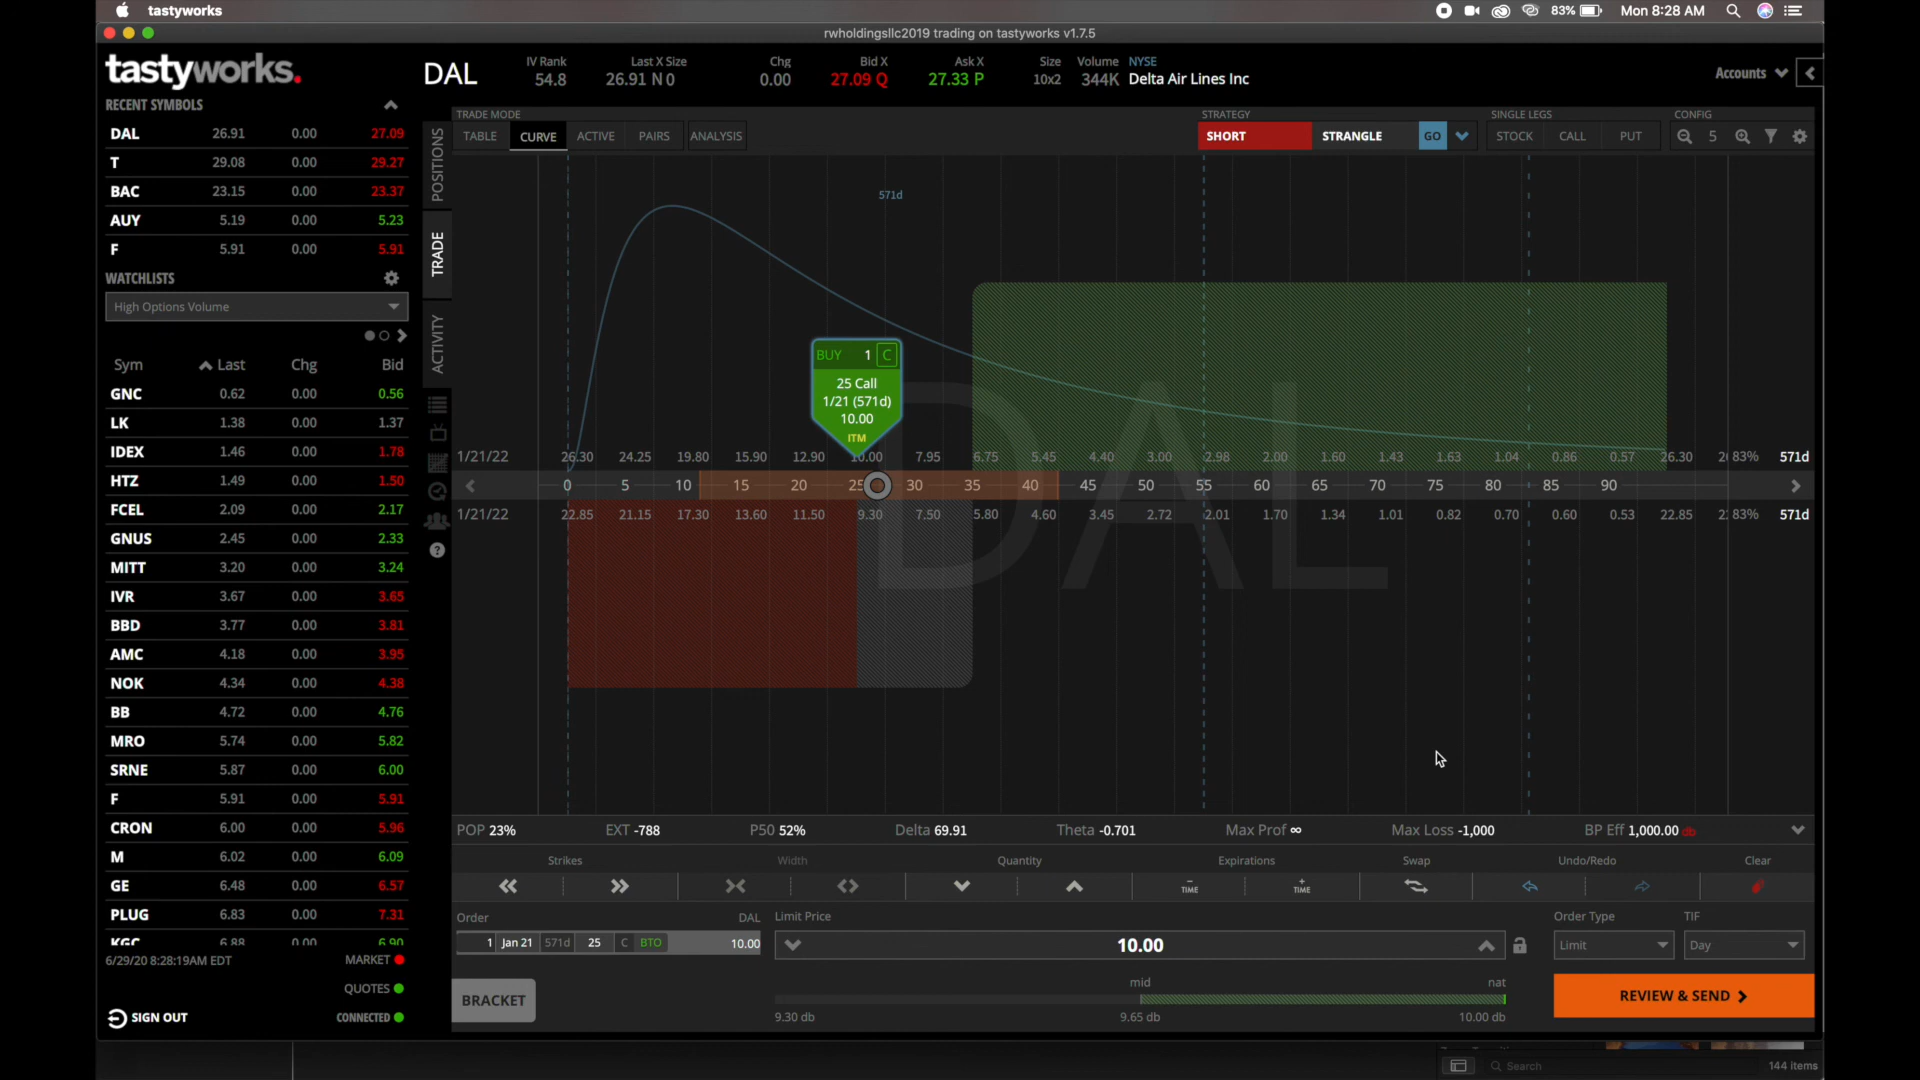 tastyworks
83%
Mon 8:28 AM
rwholdingsllc2019 trading on tastyworks v1.7.5
tastyworks.
DAL
IV Rank
54.8
Last X Size
26.91 N 0
Chg
0.00
Bid X
27.09 Q
Ask X
27.33 P
Size
10x2
Volume
344K
NYSE
Delta Air Lines Inc
Accounts
RECENT SYMBOLS
DAL 26.91 0.00 27.09
T 29.08 0.00 29.27
BAC 23.15 0.00 23.37
AUY 5.19 0.00 5.23
F 5.91 0.00 5.91
WATCHLISTS
High Options Volume
Sym Last Chg Bid
GNC 0.62 0.00 0.56
LK 1.38 0.00 1.37
IDEX 1.46 0.00 1.78
HTZ 1.49 0.00 1.50
FCEL 2.09 0.00 2.17
GNUS 2.45 0.00 2.33
MITT 3.20 0.00 3.24
IVR 3.67 0.00 3.65
BBD 3.77 0.00 3.81
AMC 4.18 0.00 3.95
NOK 4.34 0.00 4.38
BB 4.72 0.00 4.76
MRO 5.74 0.00 5.82
SRNE 5.87 0.00 6.00
F 5.91 0.00 5.91
CRON 6.00 0.00 5.96
M 6.02 0.00 6.09
GE 6.48 0.00 6.57
PLUG 6.83 0.00 7.31
KGC 6.88 0.00 6.90
6/29/20 8:28:19AM EDT
MARKET
QUOTES
SIGN OUT
CONNECTED
POSITIONS
TRADE
ACTIVITY
TRADE MODE
TABLE CURVE ACTIVE PAIRS ANALYSIS
STRATEGY
SHORT STRANGLE GO
SINGLE LEGS
STOCK CALL PUT
CONFIG
5
571d
BUY 1 C
25 Call
1/21 (571d)
10.00
ITM
DAL
1/21/22 26.30 24.25 19.80 15.90 12.90 10.00 7.95 6.75 5.45 4.40 3.00 2.98 2.00 1.60 1.43 1.63 1.04 0.86 0.57 26.30 83% 571d
0 5 10 15 20 25 30 35 40 45 50 55 60 65 70 75 80 85 90
1/21/22 22.85 21.15 17.30 13.60 11.50 9.30 7.50 5.80 4.60 3.45 2.72 2.01 1.70 1.34 1.01 0.82 0.70 0.60 0.53 22.85 83% 571d
POP 23% EXT -788 P50 52% Delta 69.91 Theta -0.701 Max Prof ∞ Max Loss -1,000 BP Eff 1,000.00 db
Strikes Width Quantity Expirations Swap Undo/Redo Clear
− TIME + TIME
Order DAL
1 Jan 21 571d 25 C BTO 10.00
Limit Price
10.00
Order Type
Limit
TIF
Day
BRACKET
mid nat
9.30 db 9.65 db 10.00 db
REVIEW & SEND
Search
144 items